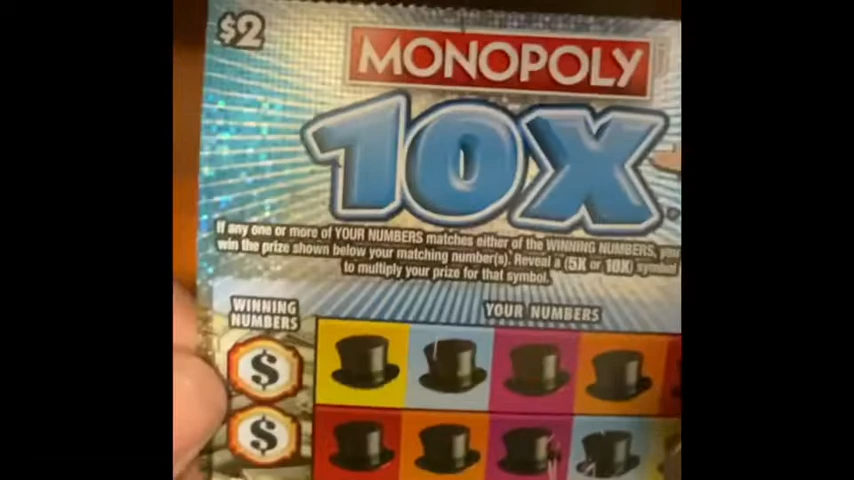 $2
MONOPOLY
10X
If any one or more of YOUR NUMBERS matches either of the WINNING NUMBERS, you
win the prize shown below your matching number(s). Reveal a (5X or 10X) symbol
to multiply your prize for that symbol.
WINNING
NUMBERS
YOUR NUMBERS
$
$